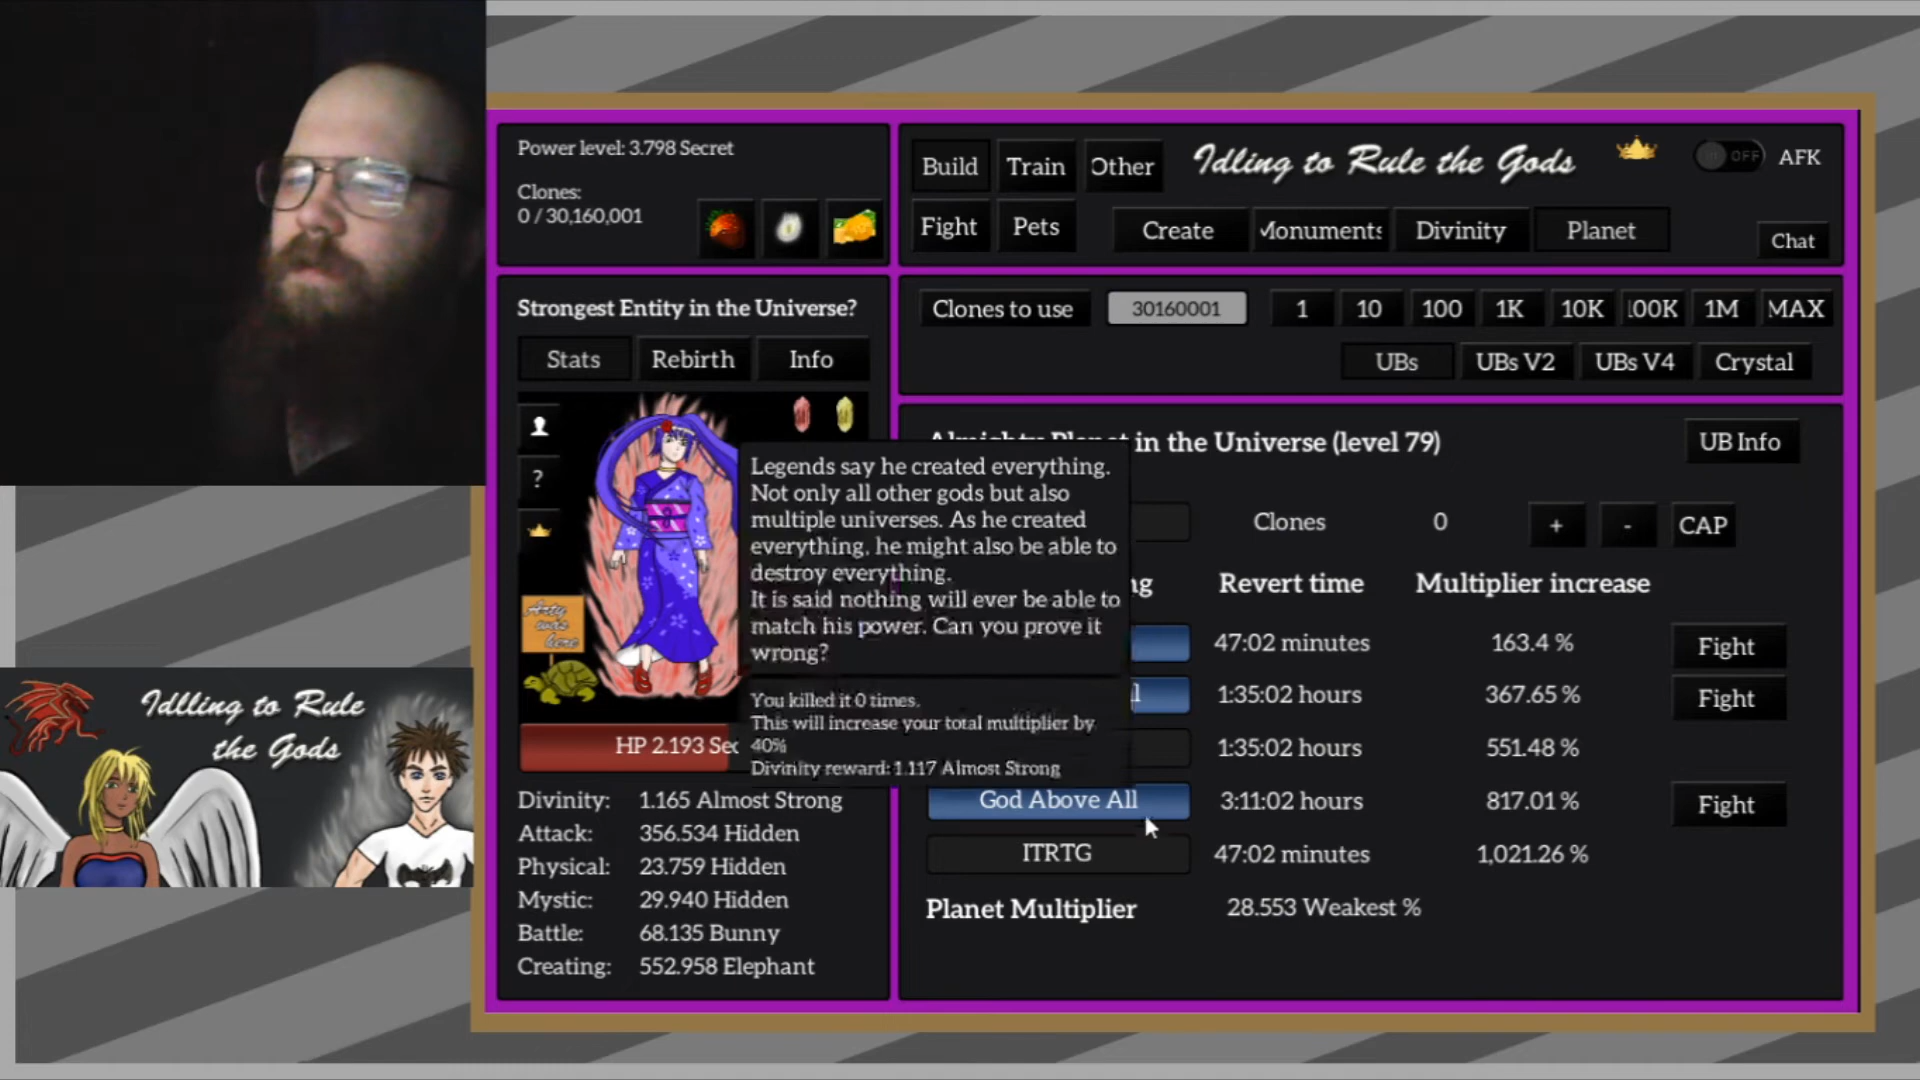 Power level: 3.798 Secret
Clones:
0 / 30,160,001
Build
Train
Other
Idling to Rule the Gods
OFF
AFK
Fight
Pets
Create
Monuments
Divinity
Planet
Chat
Strongest Entity in the Universe?
Clones to use
30160001
1
10
100
1K
10K
100K
1M
MAX
Stats
Rebirth
Info
UBs
UBs V2
UBs V4
Crystal
?
in the Universe (level 79)
UB Info
Legends say he created everything.
Not only all other gods but also
multiple universes. As he created
everything, he might also be able to
destroy everything.
It is said nothing will ever be able to
match his power. Can you prove it
wrong?
You killed it 0 times.
This will increase your total multiplier by
40%
Divinity reward: 1.117 Almost Strong
Clones
0
+
-
CAP
Revert time
Multiplier increase
47:02 minutes
163.4 %
Fight
1:35:02 hours
367.65 %
Fight
1:35:02 hours
551.48 %
God Above All
3:11:02 hours
817.01 %
Fight
ITRTG
47:02 minutes
1,021.26 %
Planet Multiplier
28.553 Weakest %
Arty
was
here
HP 2.193 Sec
Divinity: 1.165 Almost Strong
Attack: 356.534 Hidden
Physical: 23.759 Hidden
Mystic: 29.940 Hidden
Battle: 68.135 Bunny
Creating: 552.958 Elephant
Idlling to Rule
the Gods